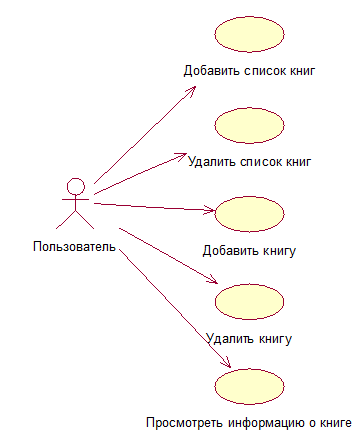 Добавить список книг
Удалить список книг
Пользователь
Добавить книгу
Удалить книгу
Просмотреть информацию о книге